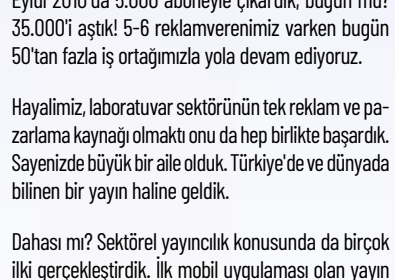 Eylül 2010'da 5.000 aboneyle çıkardık, bugün mü?
35.000'i aştık! 5-6 reklamverenimiz varken bugün
50'tan fazla iş ortağımızla yola devam ediyoruz.
Hayalimiz, laboratuvar sektörünün tek reklam ve pa-
zarlama kaynağı olmaktı onu da hep birlikte başardık.
Sayenizde büyük bir aile olduk. Türkiye'de ve dünyada
bilinen bir yayın haline geldik.
Dahası mı? Sektörel yayıncılık konusunda da birçok
ilki gerçekleştirdik. İlk mobil uygulaması olan yayın